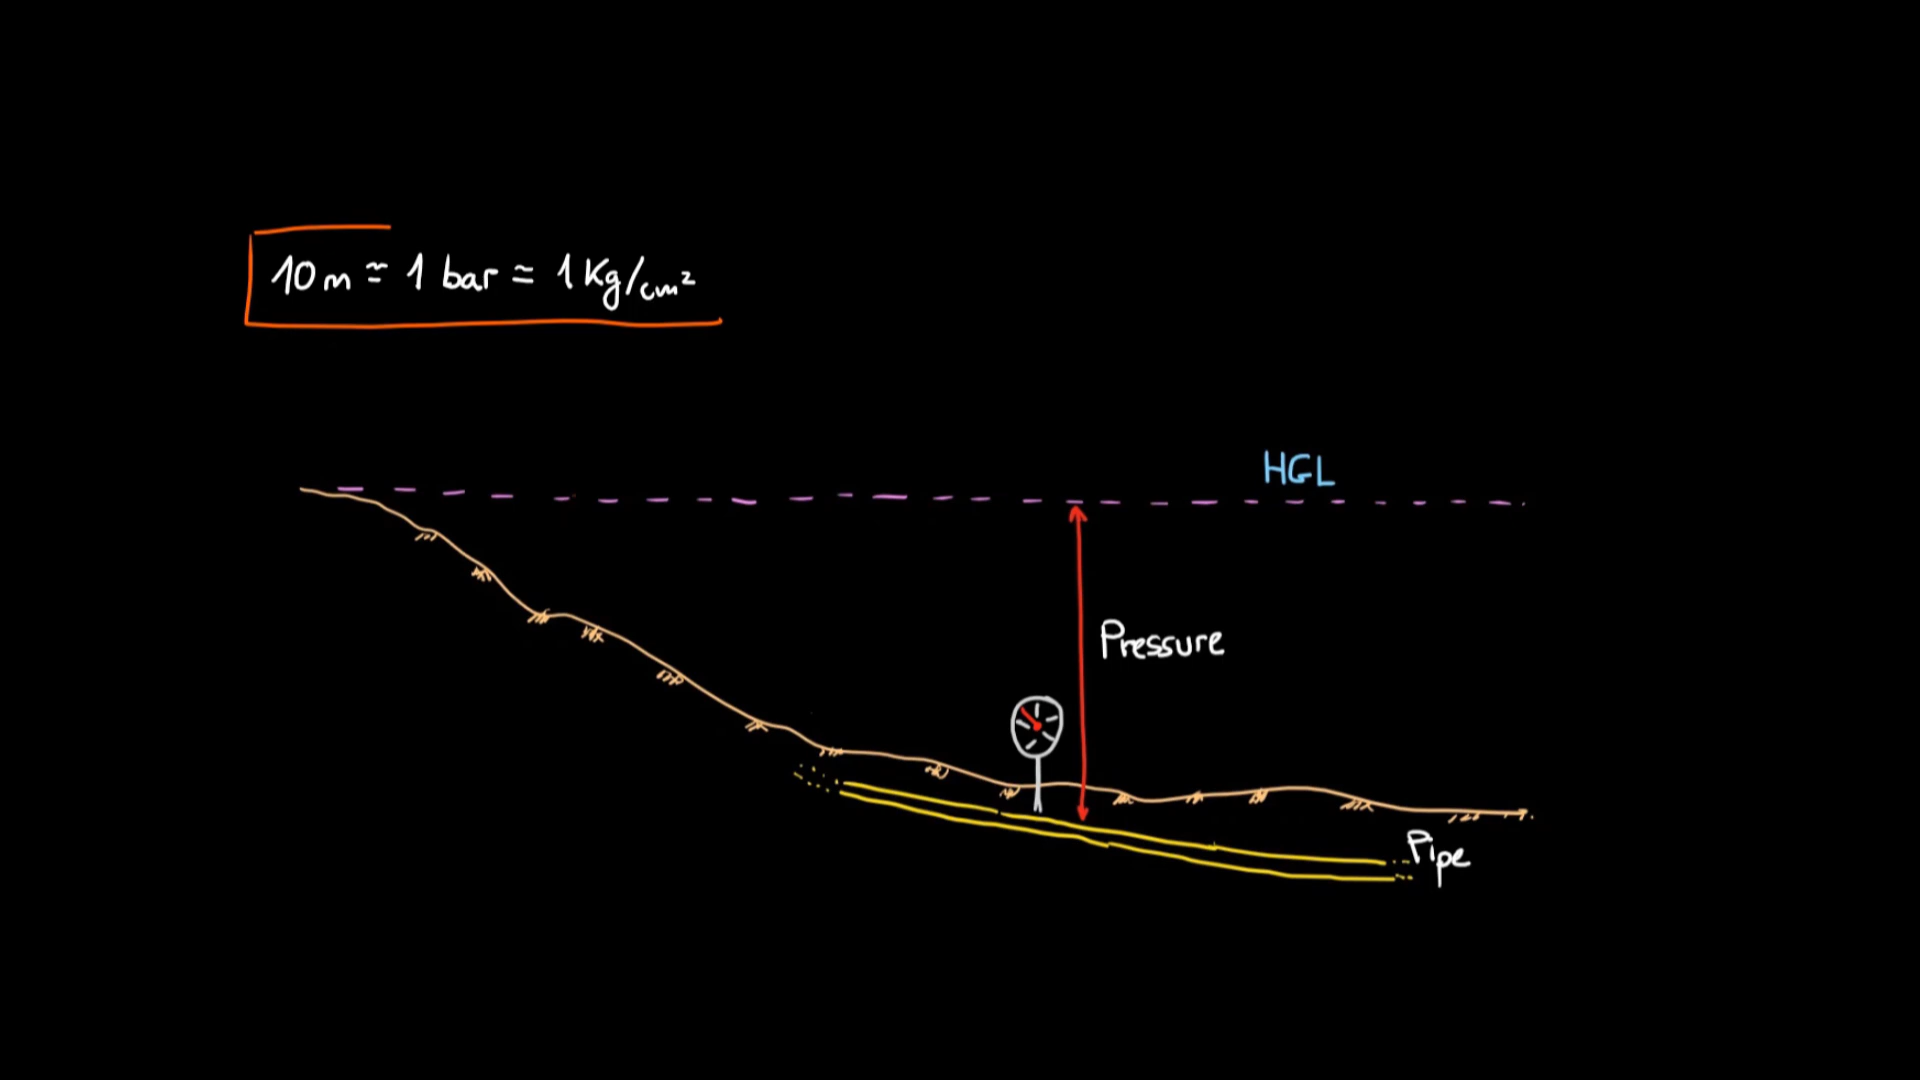 10 m ≈ 1 bar ≈ 1 Kg/cm²
HGL
Pressure
Pipe